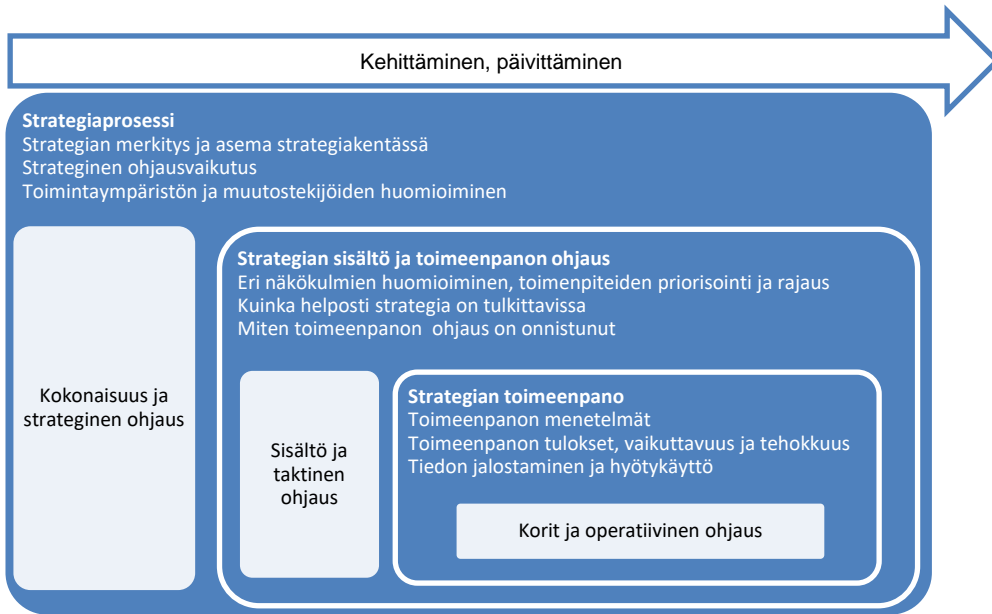 Kehittäminen, päivittäminen
Strategiaprosessi
Strategian merkitys ja asema strategiakentässä
Strateginen ohjausvaikutus
Toimintaympäristön ja muutostekijöiden huomioiminen
Kokonaisuus ja
strateginen ohjaus
Strategian sisältö ja toimeenpanon ohjaus
Eri näkökulmien huomioiminen, toimenpiteiden priorisointi ja rajaus
Kuinka helposti strategia on tulkittavissa
Miten toimeenpanon ohjaus on onnistunut
Sisältö ja
taktinen
ohjaus
Strategian toimeenpano
Toimeenpanon menetelmät
Toimeenpanon tulokset, vaikuttavuus ja tehokkuus
Tiedon jalostaminen ja hyötykäyttö
Korit ja operatiivinen ohjaus